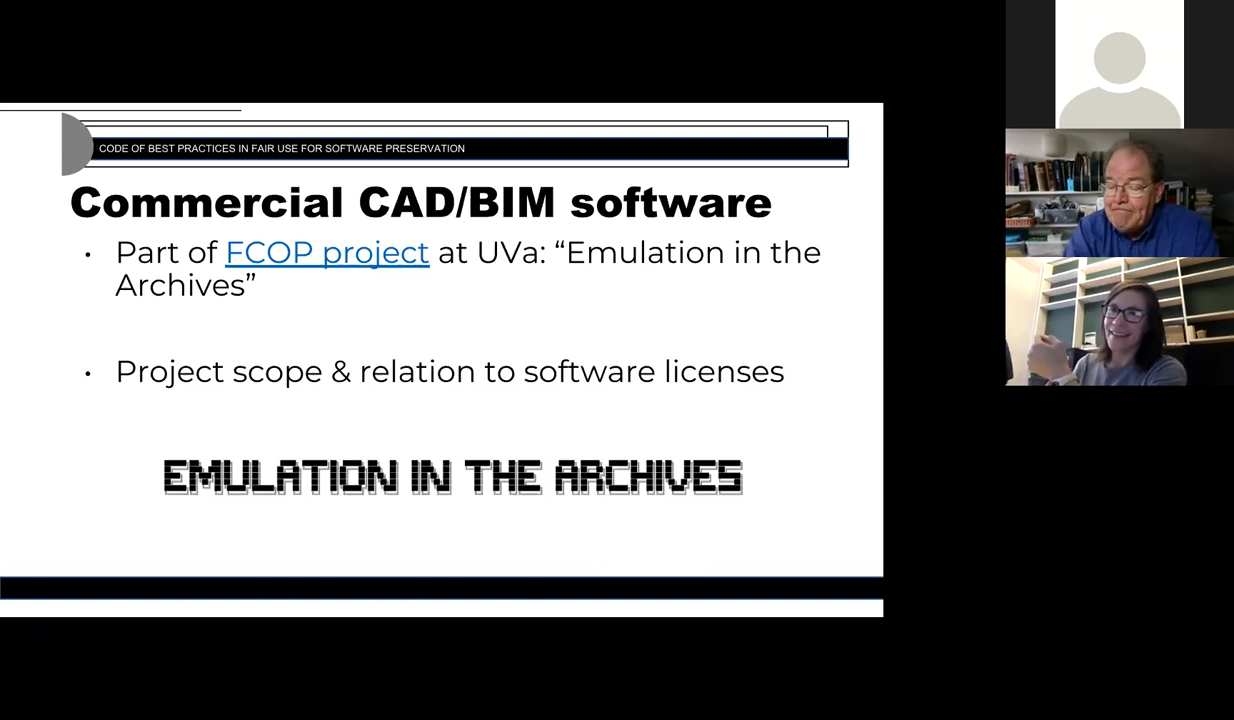 CODE OF BEST PRACTICES IN FAIR USE FOR SOFTWARE PRESERVATION
Commercial CAD/BIM software
• Part of FCOP project at UVa: “Emulation in the
Archives”
• Project scope & relation to software licenses
EMULATION IN THE ARCHIVES